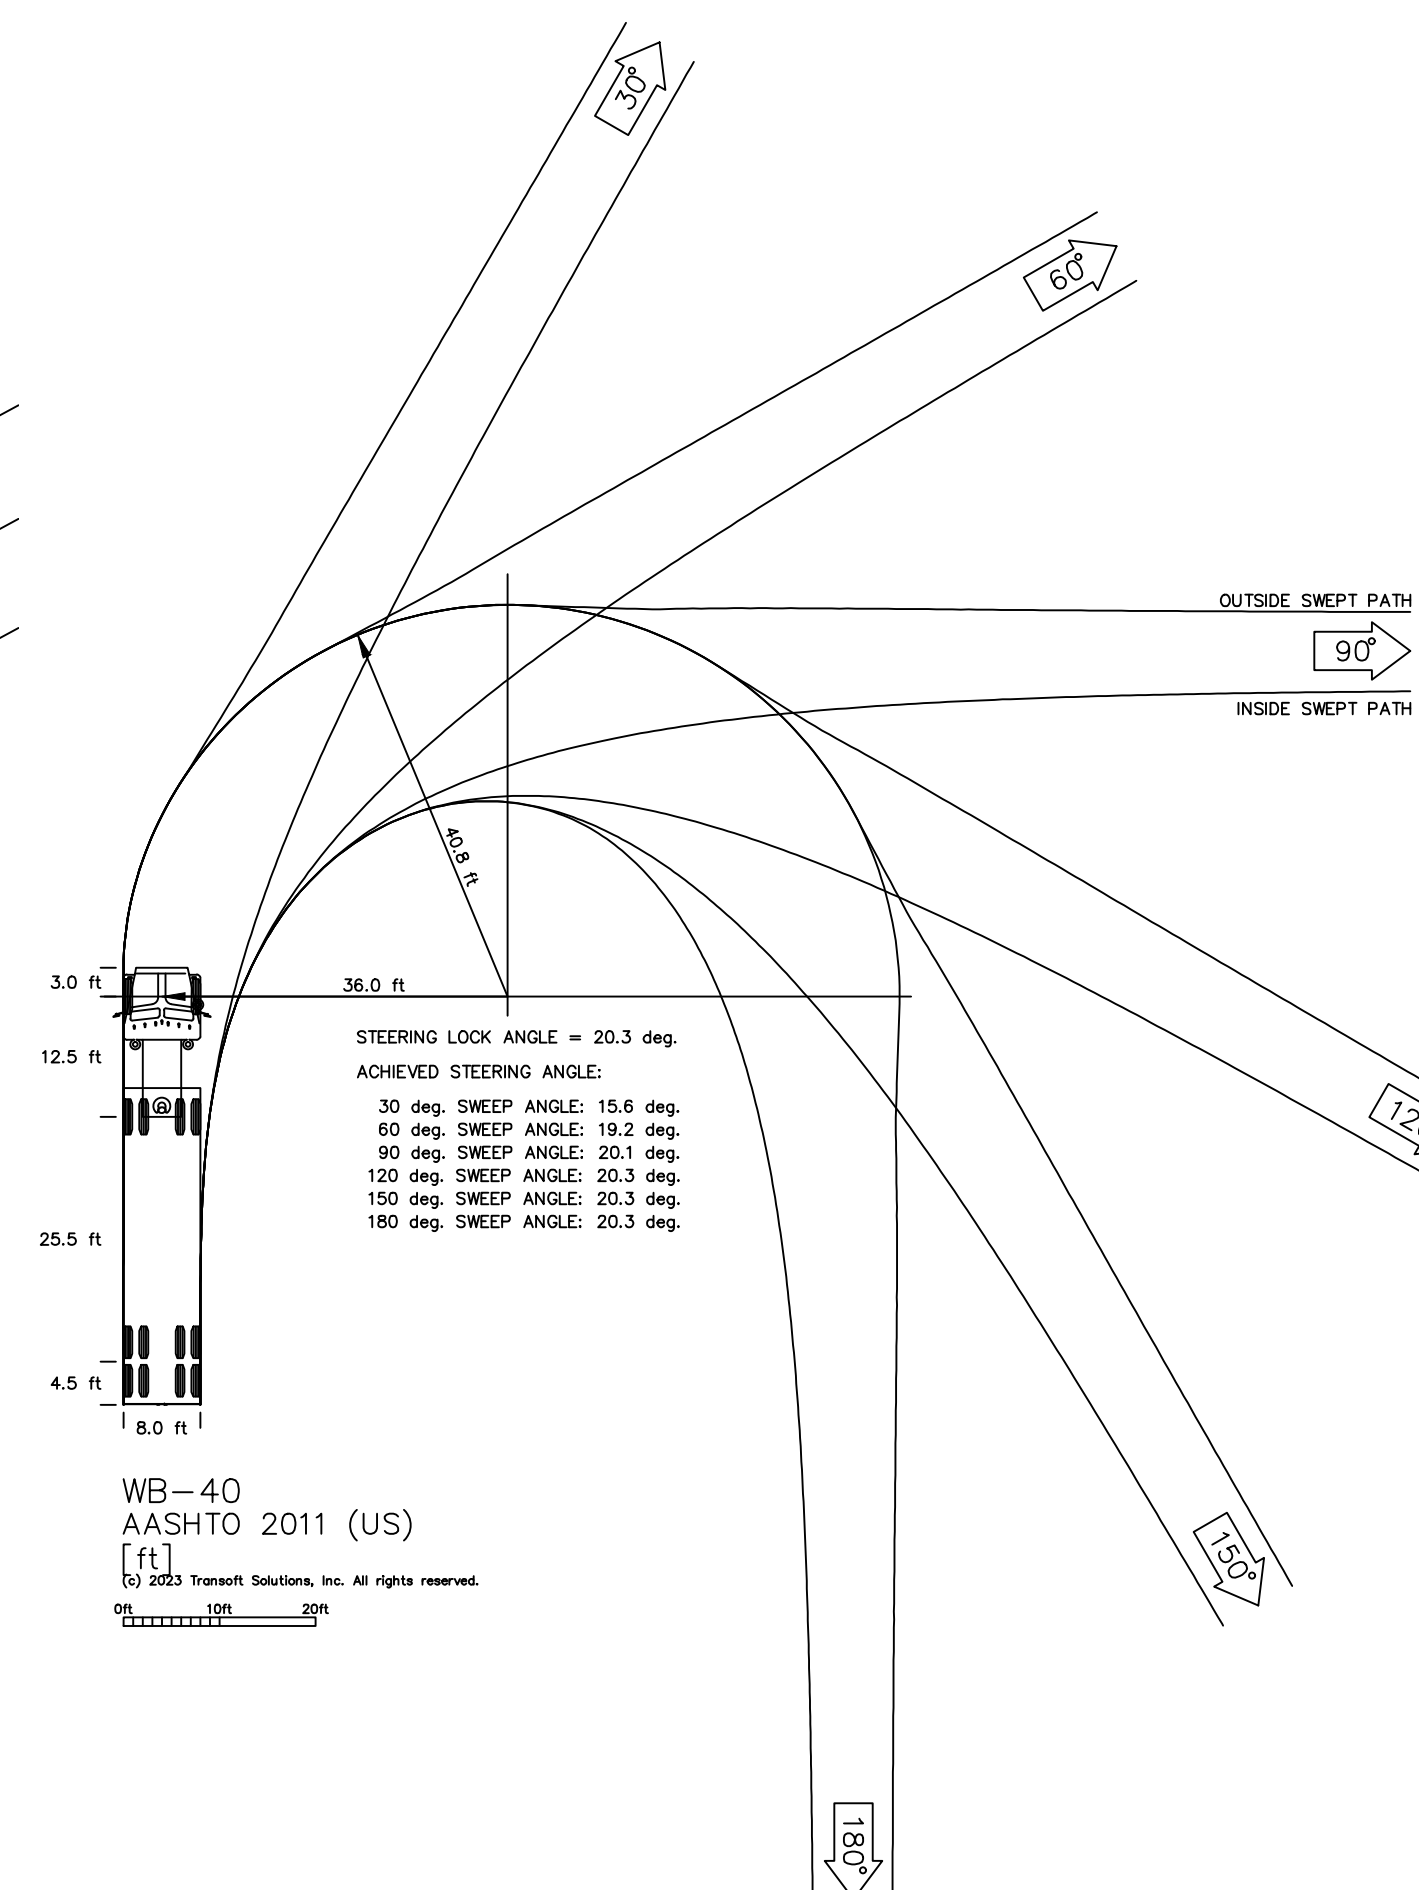 30°
60°
OUTSIDE SWEPT PATH
90°
INSIDE SWEPT PATH
40.8 ft
3.0 ft
36.0 ft
STEERING LOCK ANGLE = 20.3 deg.
12.5 ft
ACHIEVED STEERING ANGLE:
30 deg. SWEEP ANGLE: 15.6 deg.
60 deg. SWEEP ANGLE: 19.2 deg.
90 deg. SWEEP ANGLE: 20.1 deg.
120 deg. SWEEP ANGLE: 20.3 deg.
150 deg. SWEEP ANGLE: 20.3 deg.
180 deg. SWEEP ANGLE: 20.3 deg.
25.5 ft
4.5 ft
8.0 ft
WB-40
AASHTO 2011 (US)
[ft]
(c) 2023 Transoft Solutions, Inc. All rights reserved.
0ft 10ft 20ft
150°
180°